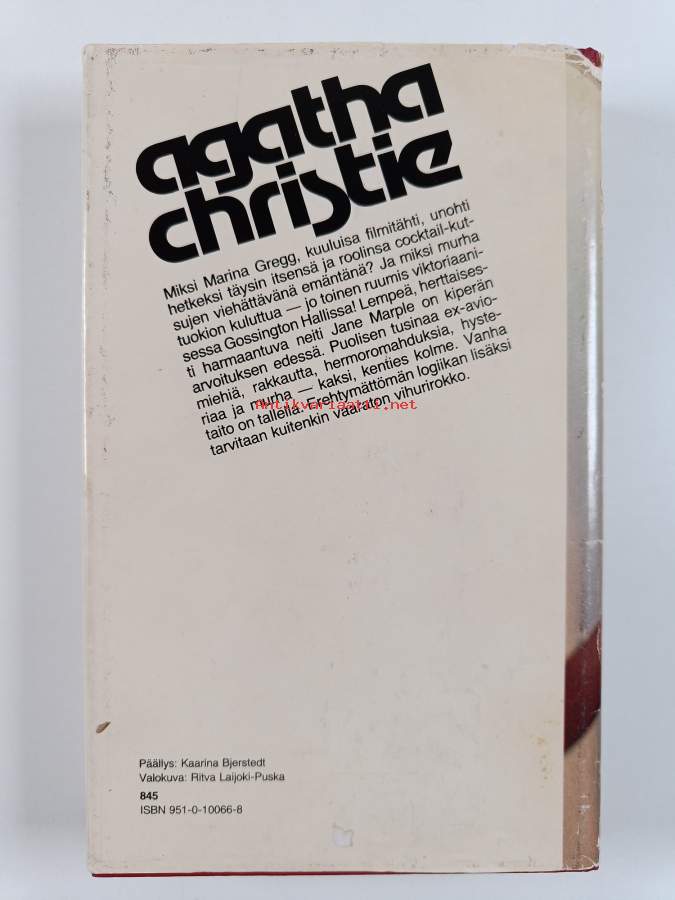 agatha
christie
Miksi Marina Gregg, kuuluisa filmitähti, unohti
hetkeksi täysin itsensä ja roolinsa cocktail-kut-
sujen viehättävänä emäntänä? Ja miksi murha
tuokion kuluttua — jo toinen ruumis viktoriaani-
sessa Gossington Hallissa! Lempeä, herttaises-
ti harmaantuva neiti Jane Marple on kiperän
arvoituksen edessä. Puolisen tusinaa ex-avio-
miehiä, rakkautta, hermoromahduksia, hyste-
riaa ja murha — kaksi, kenties kolme. Vanha
taito on tallella. Erehtymättömän logiikan lisäksi
tarvitaan kuitenkin vaaraton vihurirokko.
Antikvariaatti.net
Päällys: Kaarina Bjerstedt
Valokuva: Ritva Laijoki-Puska
845
ISBN 951-0-10066-8